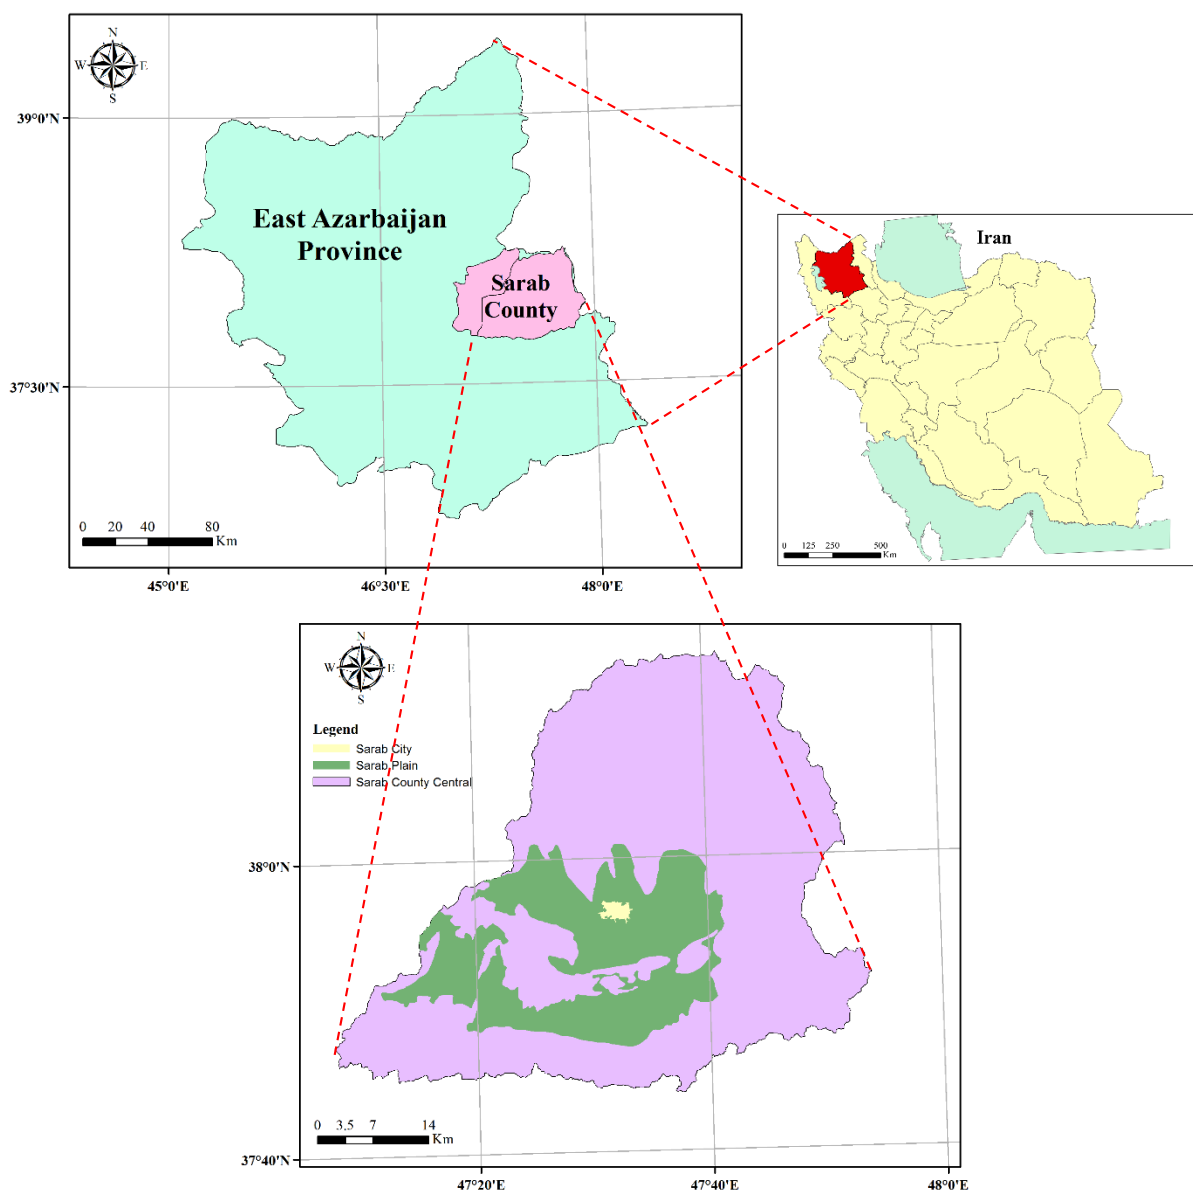 N
W E
S
39°0'N
East Azarbaijan
Province
Sarab
County
37°30'N
0 20 40 80
Km
45°0'E 46°30'E 48°0'E
Iran
0 125 250 500
Km
N
W E
S
Legend
Sarab City
Sarab Plain
Sarab County Central
38°0'N
0 3.5 7 14
Km
37°40'N
47°20'E 47°40'E 48°0'E